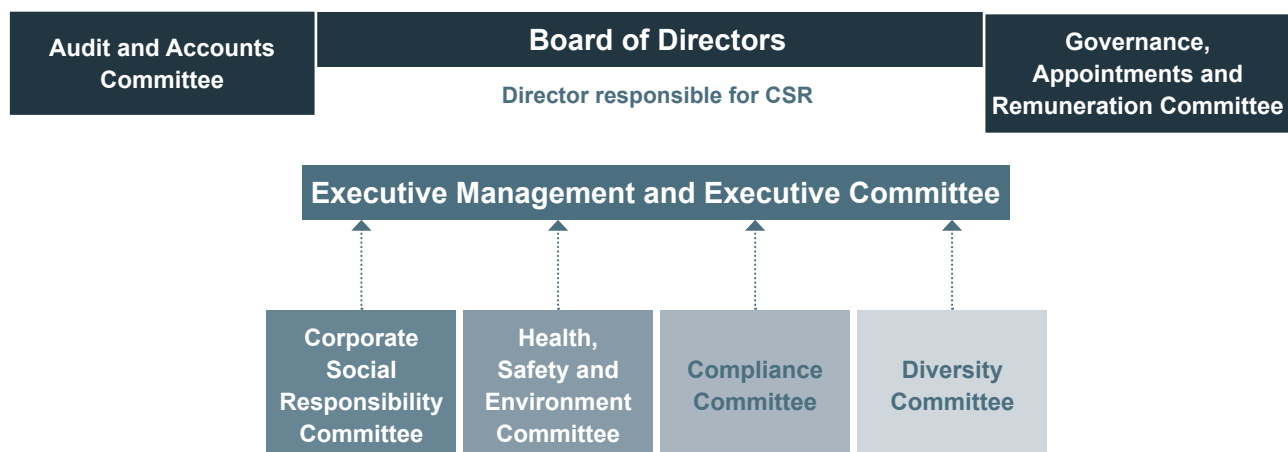 Audit and Accounts
Committee
Board of Directors
Director responsible for CSR
Governance,
Appointments and
Remuneration Committee
Executive Management and Executive Committee
Corporate
Social
Responsibility
Committee
Health,
Safety and
Environment
Committee
Compliance
Committee
Diversity
Committee